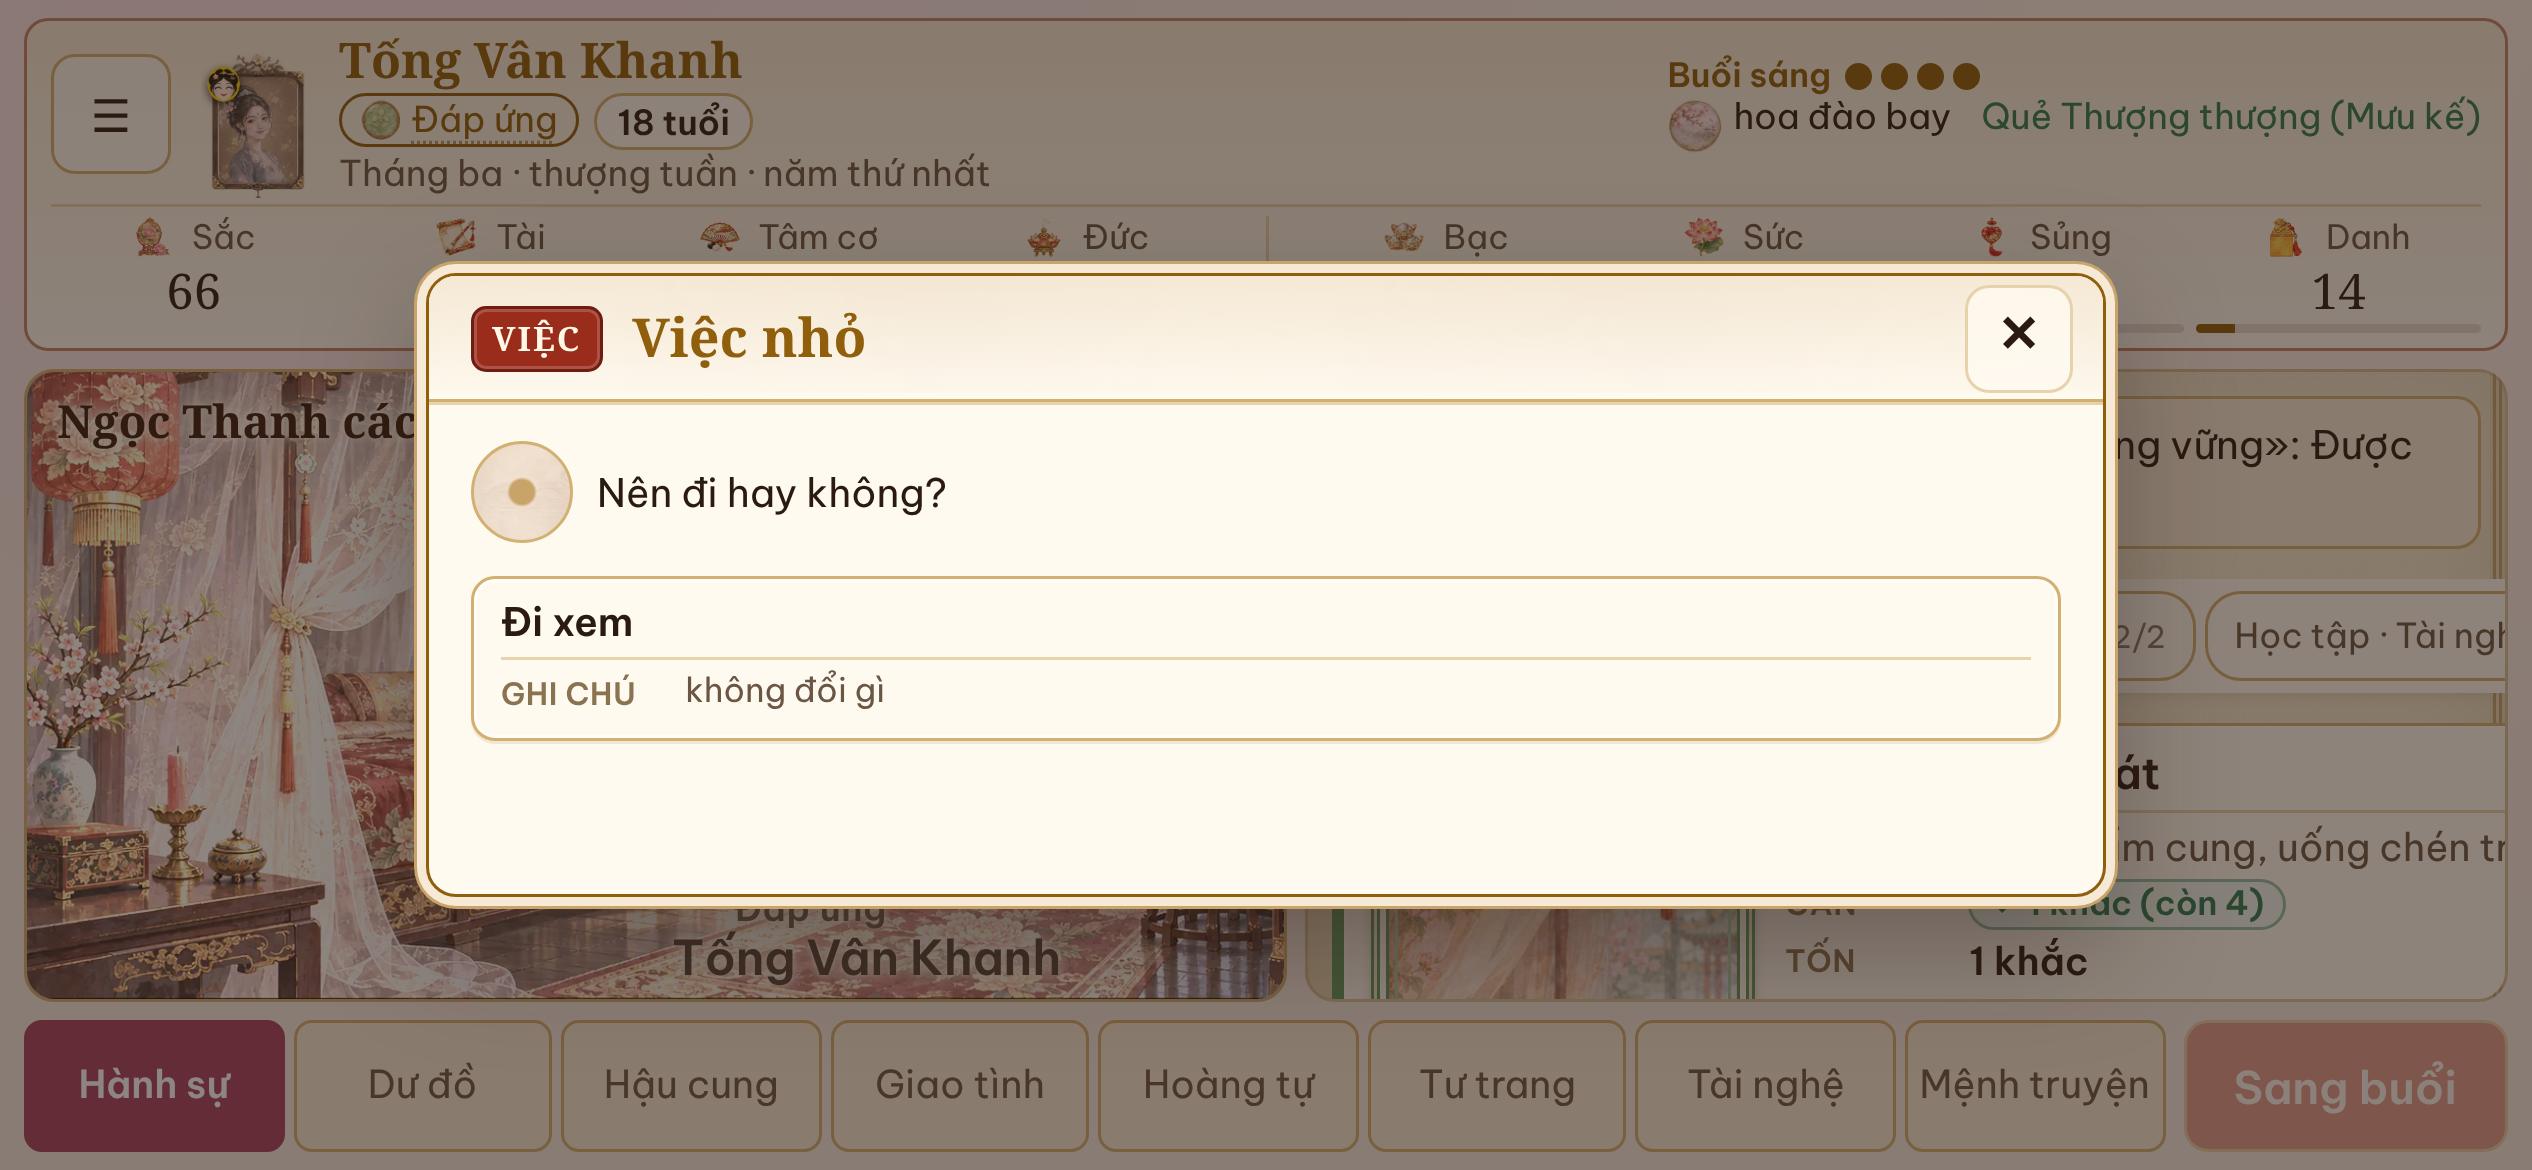 ☰
Tống Vân Khanh
Đáp ứng
18 tuổi
Tháng ba · thượng tuần · năm thứ nhất
Buổi sáng
hoa đào bay Quẻ Thượng thượng (Mưu kế)
Sắc Tài Tâm cơ Đức Bạc Sức Sủng Danh
66 14
VIỆC Việc nhỏ ✕
Nên đi hay không?
Đi xem
GHI CHÚ không đổi gì
Ngọc Thanh các
Đáp ứng
Tống Vân Khanh
vững»: Được
2/2 Học tập · Tài
cung, uống chén
khắc (còn 4)
TỐN 1 khắc
Hành sự Dư đồ Hậu cung Giao tình Hoàng tự Tư trang Tài nghệ Mệnh truyện Sang buổi